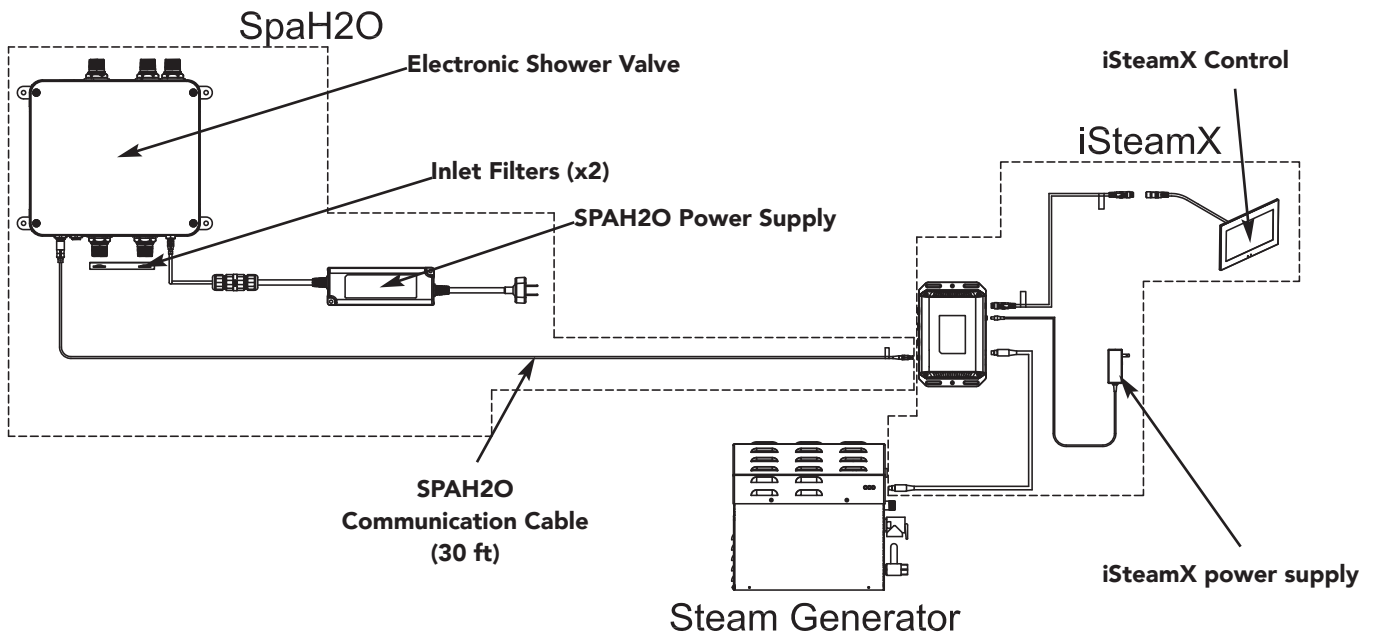 SpaH2O
Electronic Shower Valve
iSteamX Control
iSteamX
Inlet Filters (x2)
SPAH2O Power Supply
SPAH2O
Communication Cable
(30 ft)
iSteamX power supply
Steam Generator